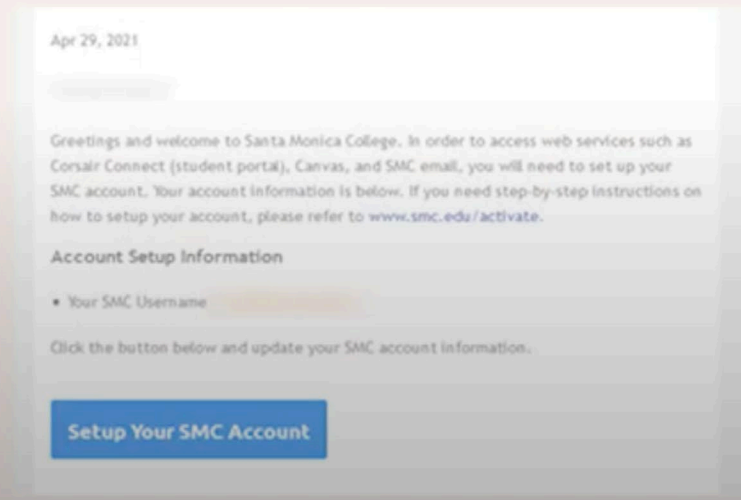 Apr 29, 2021
Greetings and welcome to Santa Monica College. In order to access web services such as
Corsair Connect (student portal), Canvas, and SMC email, you will need to set up your
SMC account. Your account information is below. If you need step-by-step instructions on
how to setup your account, please refer to www.smc.edu/activate.
Account Setup Information
• Your SMC Username
Click the button below and update your SMC account information.
Setup Your SMC Account